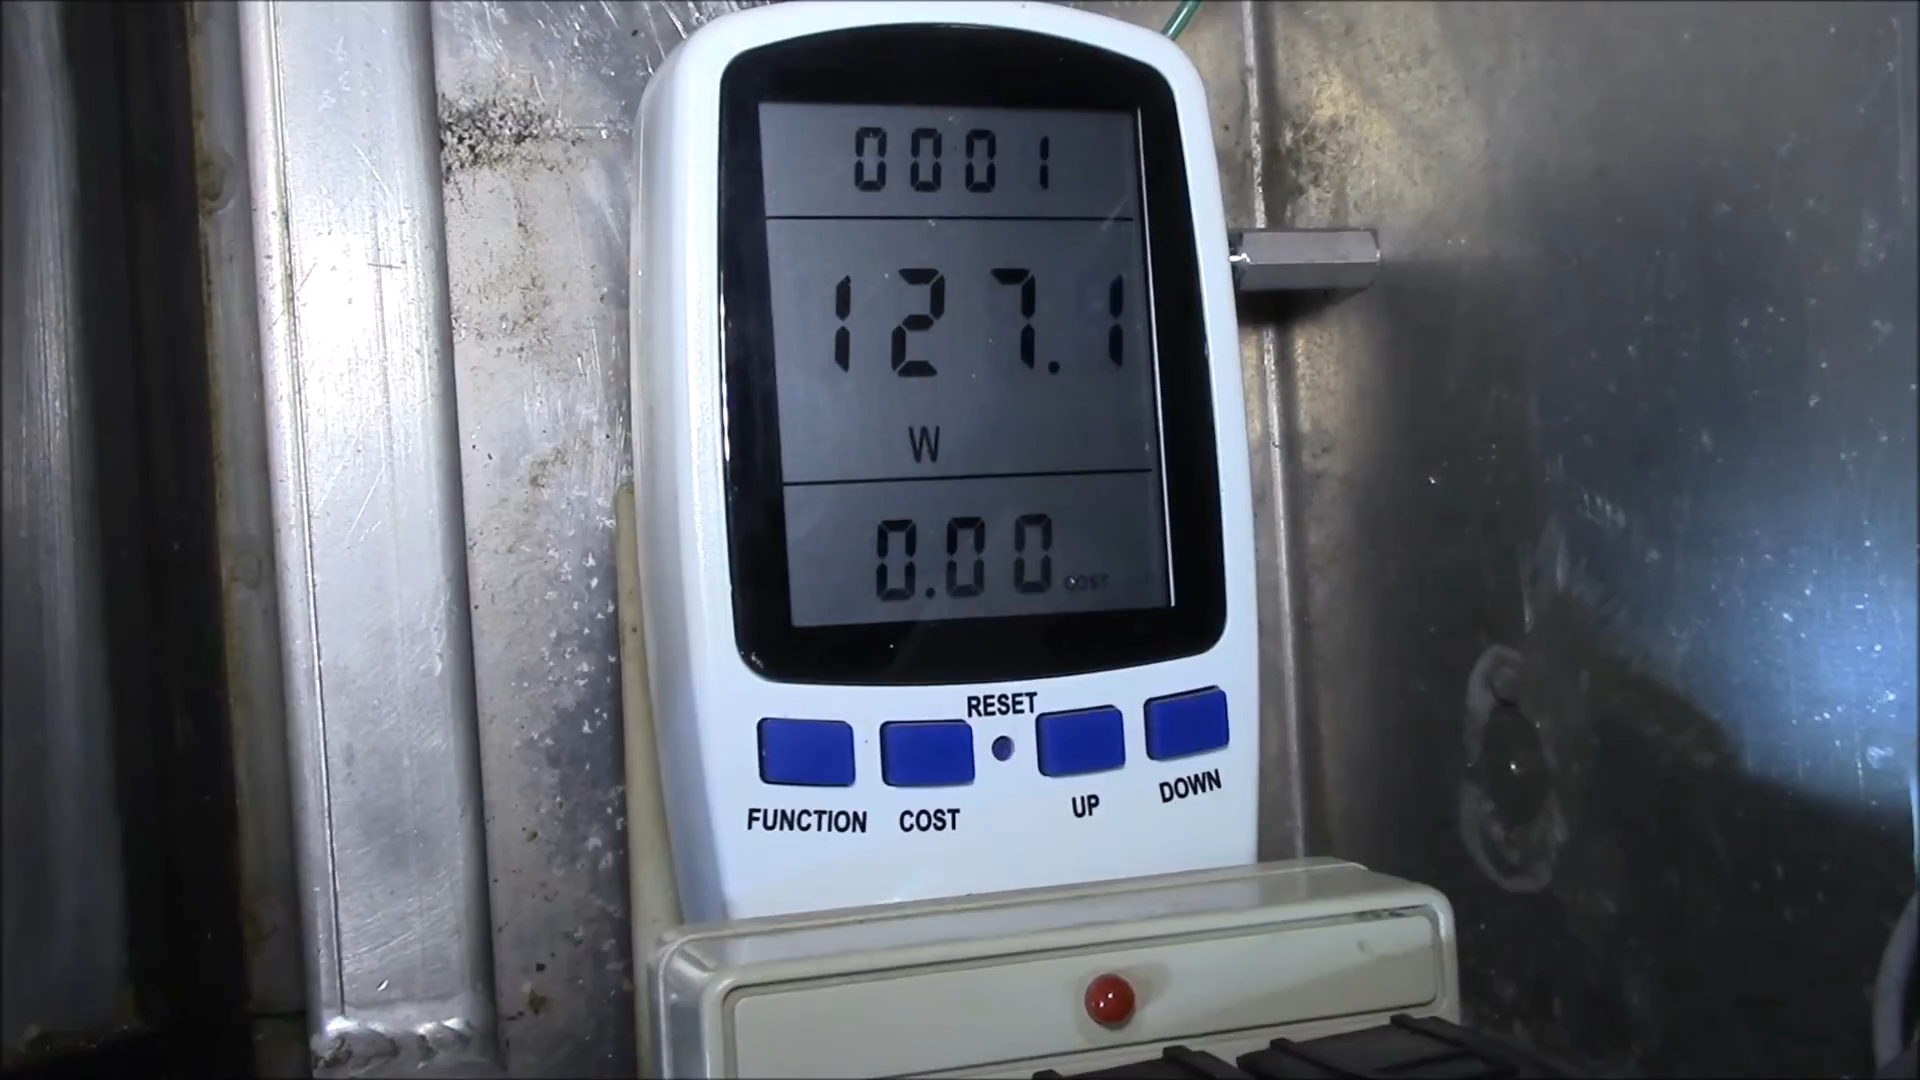 0001
127.1
W
0.00 COST
RESET
FUNCTION COST UP DOWN